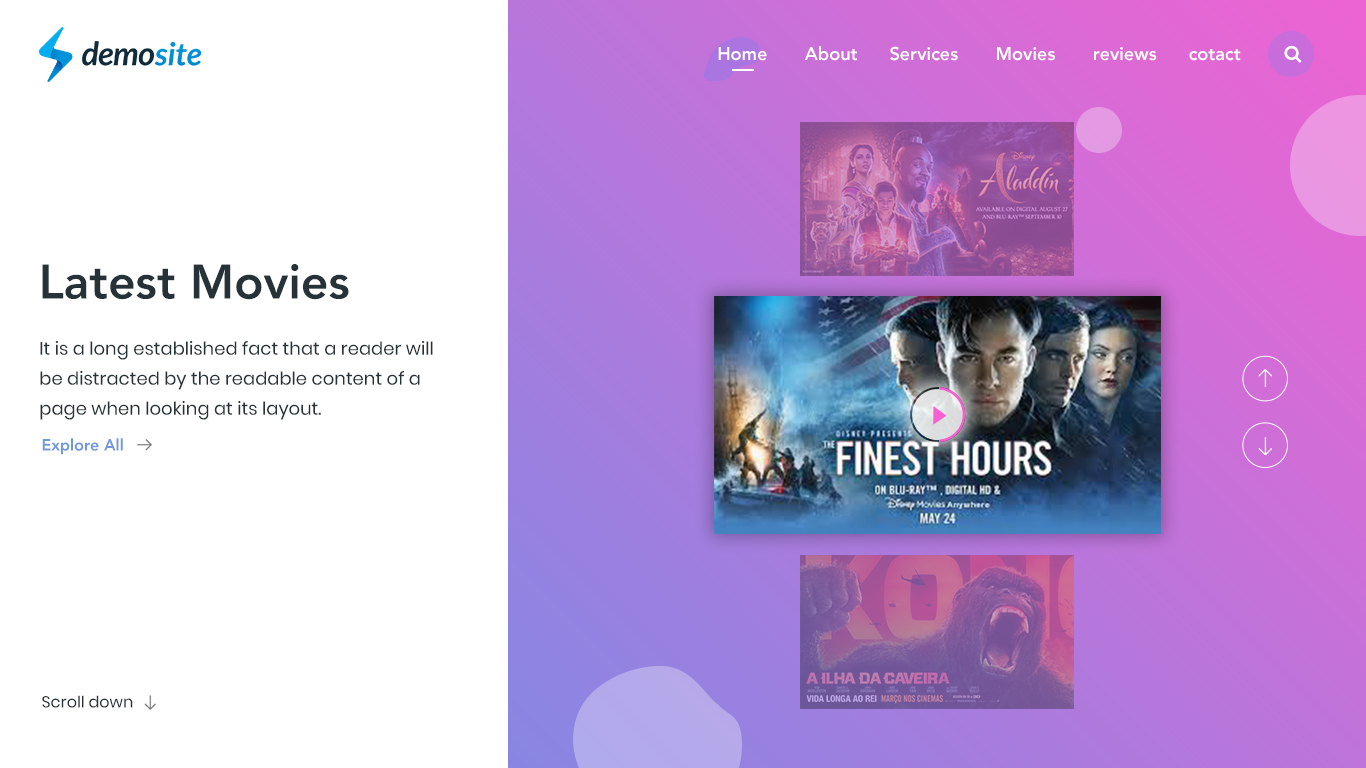 demosite
Home About Services Movies reviews cotact
Disney
Aladdin
AVAILABLE ON DIGITAL AUGUST 27
AND BLU-RAY™ SEPTEMBER 10
Latest Movies
It is a long established fact that a reader will
be distracted by the readable content of a
page when looking at its layout.
Explore All
DISNEY PRESENTS
THE
FINEST HOURS
ON BLU-RAY™, DIGITAL HD &
Disney Movies Anywhere
MAY 24
KONG
A ILHA DA CAVEIRA
VIDA LONGA AO REI MARÇO NOS CINEMAS
Scroll down